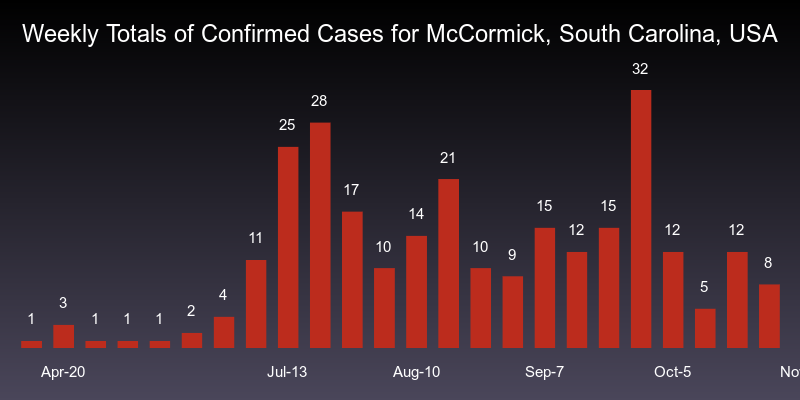 Weekly Totals of Confirmed Cases for McCormick, South Carolina, USA
1 3 1 1 1 2 4 11 25 28 17 10 14 21 10 9 15 12 15 32 12 5 12 8
Apr-20 Jul-13 Aug-10 Sep-7 Oct-5 No